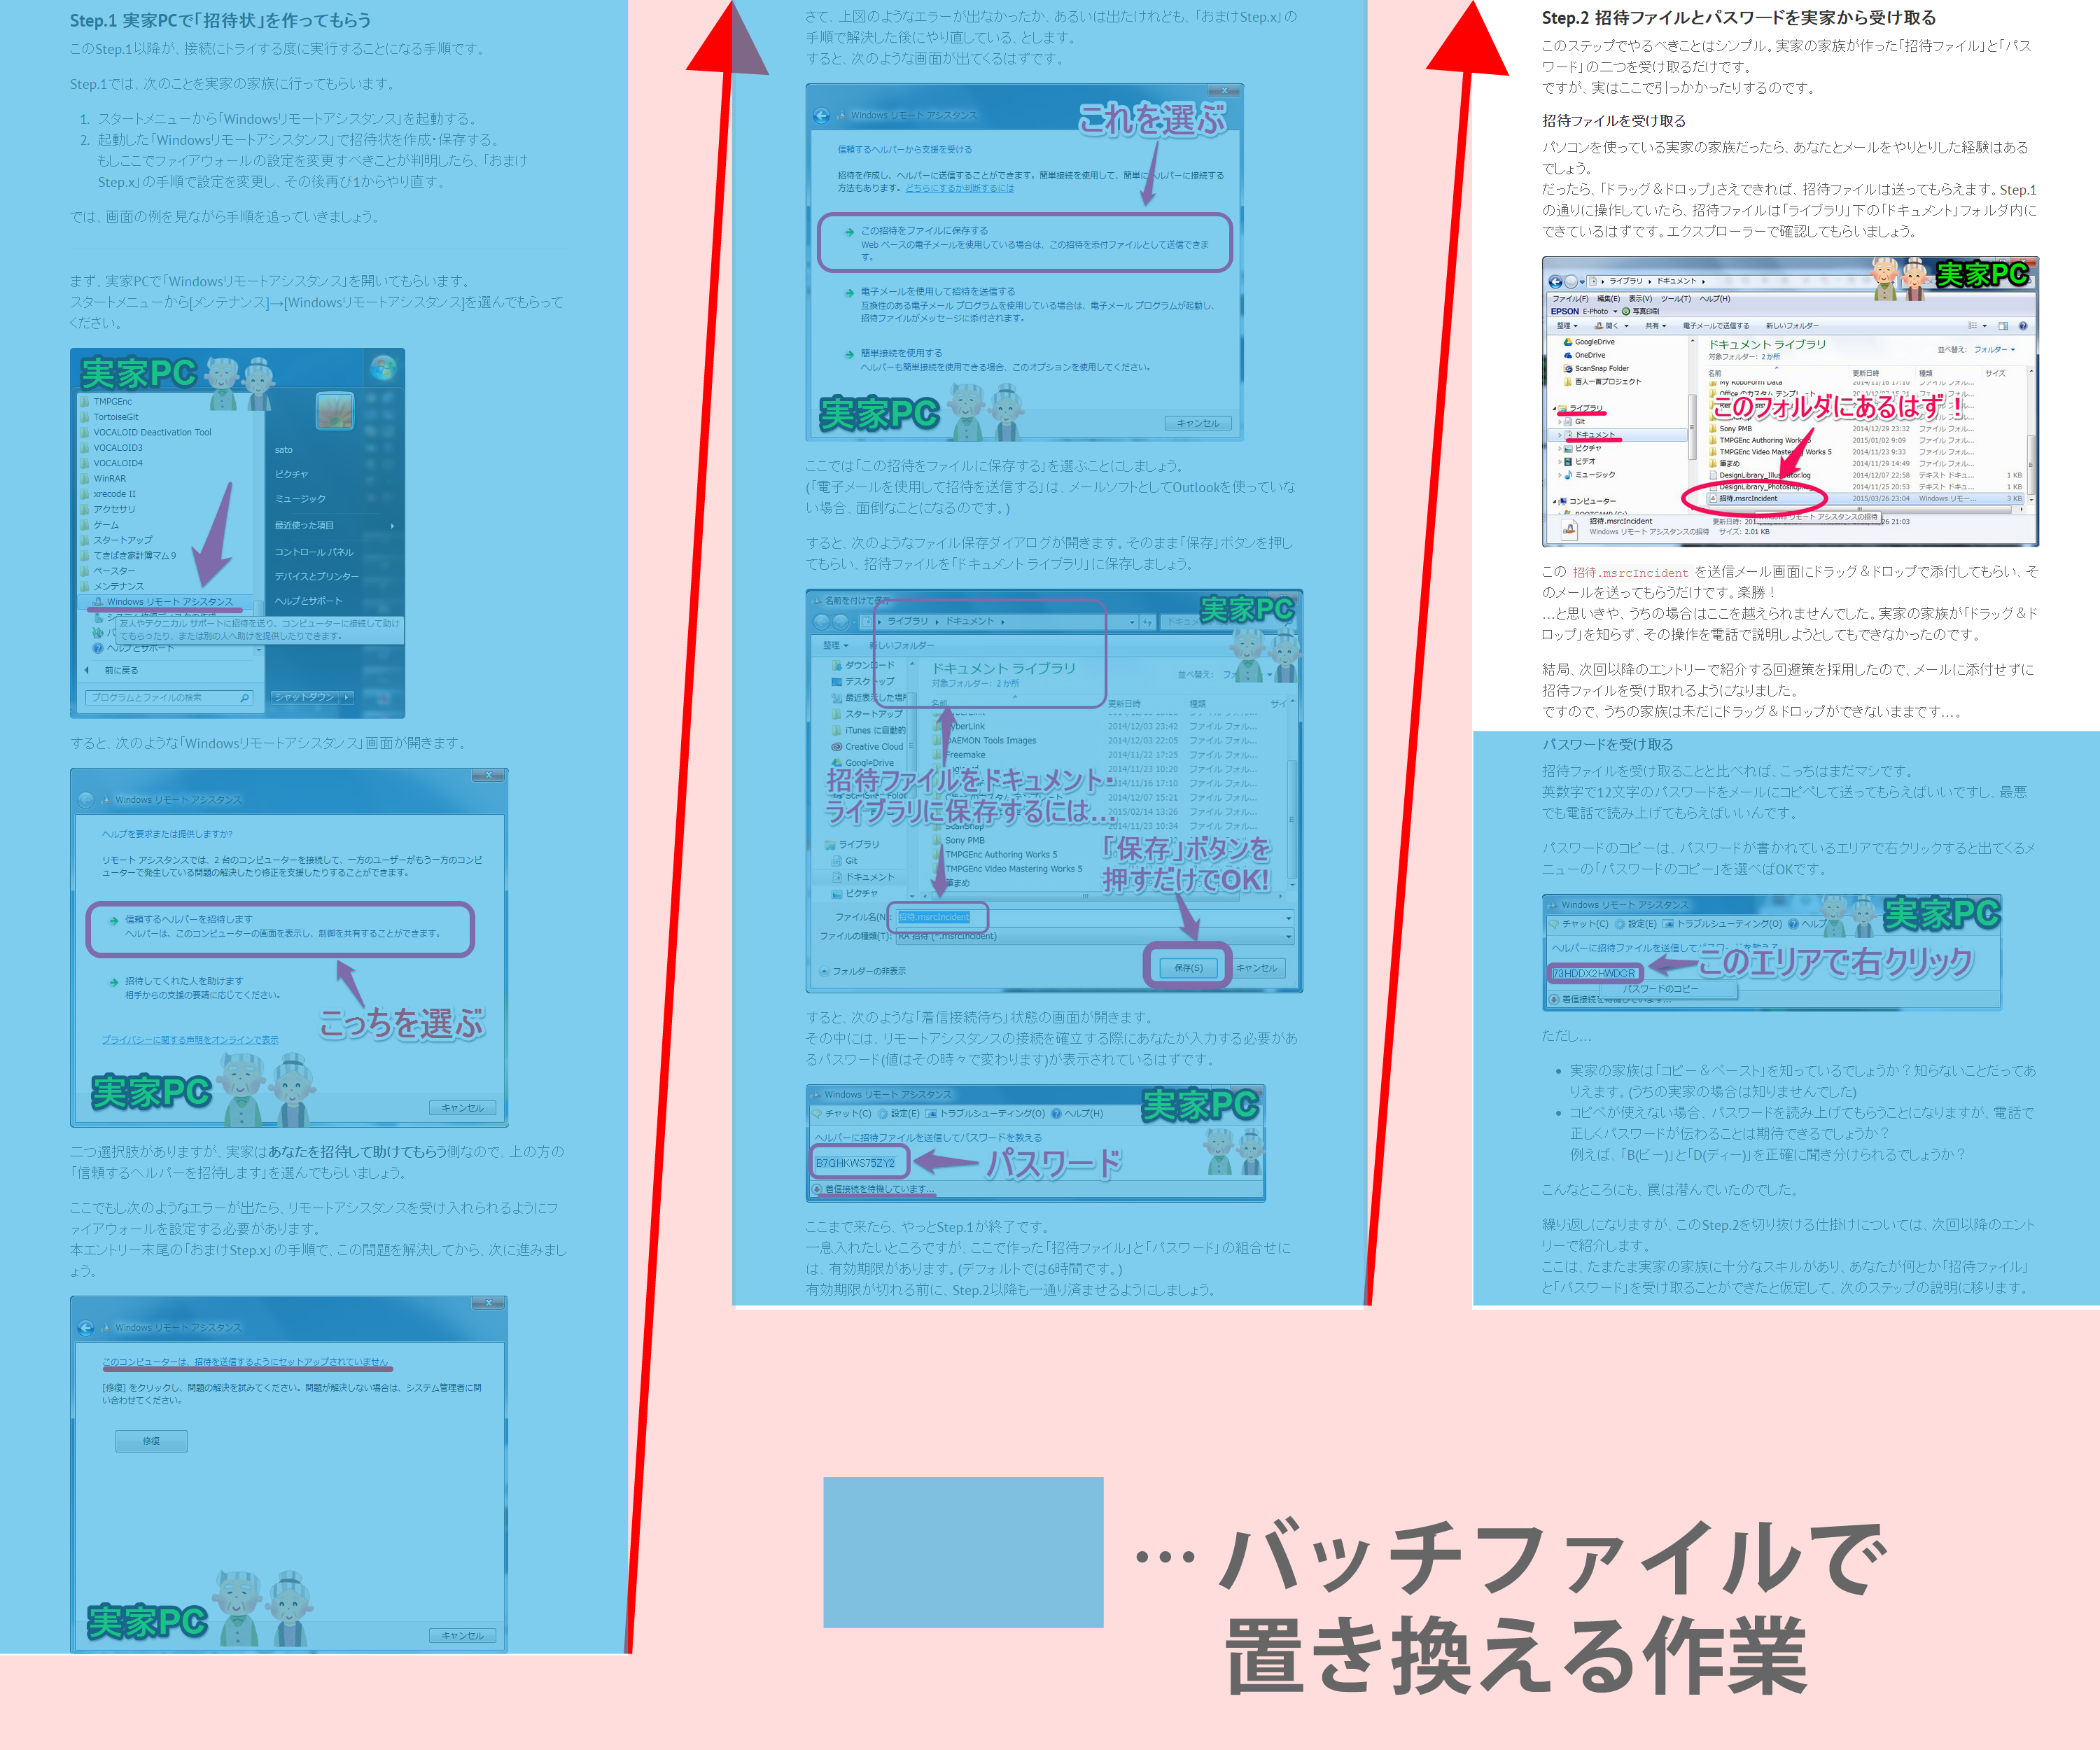 Step.1 実家PCで「招待状」を作ってもらう
このStep.1以降が、接続にトライする度に実行することになる手順です。
Step.1では、次のことを実家の家族に行ってもらいます。
1. スタートメニューから「Windowsリモートアシスタンス」を起動する。
2. 起動した「Windowsリモートアシスタンス」で招待状を作成・保存する。
もしここでファイアウォールの設定を変更すべきことが判明したら、「おまけ
Step.x」の手順で設定を変更し、その後再び1からやり直す。
では、画面の例を見ながら手順を追っていきましょう。
まず、実家PCで「Windowsリモートアシスタンス」を開いてもらいます。
スタートメニューから[メンテナンス]→[Windowsリモートアシスタンス]を選んでもらって
ください。
実家PC
TMPGEnc
TortoiseGit
VOCALOID Deactivation Tool
VOCALOID3
VOCALOID4
WinRAR
xrecode II
アクセサリ
ゲーム
スタートアップ
てきぱき家計簿マム9
ペースター
メンテナンス
Windows リモート アシスタンス
友人やテクニカル サポートに招待を送り、コンピューターに接続して助け
てもらったり、または別の人へ助けを提供したりできます。
ヘルプとサポート
前に戻る
プログラムとファイルの検索
sato
ピクチャ
ミュージック
最近使った項目
コントロール パネル
デバイスとプリンター
ヘルプとサポート
シャットダウン
すると、次のような「Windowsリモートアシスタンス」画面が開きます。
Windows リモート アシスタンス
ヘルプを要求または提供しますか?
リモート アシスタンスでは、2 台のコンピューターを接続して、一方のユーザーがもう一方のコンピ
ューターで発生している問題の解決したり修正を支援したりすることができます。
信頼するヘルパーを招待します
ヘルパーは、このコンピューターの画面を表示し、制御を共有することができます。
招待してくれた人を助けます
相手からの支援の要請に応じてください。
こっちを選ぶ
プライバシーに関する声明をオンラインで表示
実家PC
キャンセル
二つ選択肢がありますが、実家はあなたを招待して助けてもらう側なので、上の方の
「信頼するヘルパーを招待します」を選んでもらいましょう。
ここでもし次のようなエラーが出たら、リモートアシスタンスを受け入れられるようにフ
ァイアウォールを設定する必要があります。
本エントリー末尾の「おまけStep.x」の手順で、この問題を解決してから、次に進みまし
ょう。
Windows リモート アシスタンス
このコンピューターは、招待を送信するようにセットアップされていません
[修復] をクリックし、問題の解決を試みてください。問題が解決しない場合は、システム管理者に問
い合わせてください。
修復
実家PC
キャンセル
さて、上図のようなエラーが出なかったか、あるいは出たけれども、「おまけStep.x」の
手順で解決した後にやり直している、とします。
すると、次のような画面が出てくるはずです。
Windows リモート アシスタンス
これを選ぶ
信頼するヘルパーから支援を受ける
招待を作成し、ヘルパーに送信することができます。簡単接続を使用して、簡単にヘルパーに接続する
方法もあります。どちらにするか判断するには
この招待をファイルに保存する
Web ベースの電子メールを使用している場合は、この招待を添付ファイルとして送信できま
す。
電子メールを使用して招待を送信する
互換性のある電子メール プログラムを使用している場合は、電子メール プログラムが起動し、
招待ファイルがメッセージに添付されます。
簡単接続を使用する
ヘルパーも簡単接続を使用できる場合、このオプションを使用してください。
実家PC
キャンセル
ここでは「この招待をファイルに保存する」を選ぶことにしましょう。
(「電子メールを使用して招待を送信する」は、メールソフトとしてOutlookを使っていな
い場合、面倒なことになるのです。)
すると、次のようなファイル保存ダイアログが開きます。そのまま「保存」ボタンを押し
てもらい、招待ファイルを「ドキュメントライブラリ」に保存しましょう。
名前を付けて保存
実家PC
ライブラリ ▸ ドキュメント ▸
整理 新しいフォルダー
ダウンロード
デスクトップ
最近表示した場所
スタートアップ
iTunes に自動的
Creative Cloud
GoogleDrive
ドキュメント ライブラリ
対象フォルダー: 2 か所
並べ替え:
名前 更新日時 種類
CyberLink 2014/12/03 23:42 ファイル フォル...
DAEMON Tools Images 2014/12/03 22:05 ファイル フォル...
Freemake 2014/11/22 17:25 ファイル フォル...
2014/11/23 10:20 ファイル フォル...
2014/11/16 17:10 ファイル フォル...
2014/12/07 15:21 ファイル フォル...
2015/02/14 13:26 ファイル フォル...
ScanSnap 2014/11/23 10:34 ファイル フォル...
招待ファイルをドキュメント・
ライブラリに保存するには...
Sony PMB
TMPGEnc Authoring Works 5
TMPGEnc Video Mastering Works 5
筆まめ
ライブラリ
Git
ドキュメント
ピクチャ
「保存」ボタンを
押すだけでOK!
ファイル名(N): 招待.msrcIncident
ファイルの種類(T): RA 招待 (*.msrcIncident)
フォルダーの非表示
保存(S)
キャンセル
すると、次のような「着信接続待ち」状態の画面が開きます。
その中には、リモートアシスタンスの接続を確立する際にあなたが入力する必要があ
るパスワード(値はその時々で変わります)が表示されているはずです。
Windows リモート アシスタンス
チャット(C) 設定(E) トラブルシューティング(O) ヘルプ(H)
実家PC
ヘルパーに招待ファイルを送信してパスワードを教える
B7GHKWS75ZY2
パスワード
着信接続を待機しています...
ここまで来たら、やっとStep.1が終了です。
一息入れたいところですが、ここで作った「招待ファイル」と「パスワード」の組合せに
は、有効期限があります。(デフォルトでは6時間です。)
有効期限が切れる前に、Step.2以降も一通り済ませるようにしましょう。
Step.2 招待ファイルとパスワードを実家から受け取る
このステップでやるべきことはシンプル。実家の家族が作った「招待ファイル」と「パス
ワード」の二つを受け取るだけです。
ですが、実はここで引っかかったりするのです。
招待ファイルを受け取る
パソコンを使っている実家の家族だったら、あなたとメールをやりとりした経験はある
でしょう。
だったら、「ドラッグ＆ドロップ」さえできれば、招待ファイルは送ってもらえます。Step.1
の通りに操作していたら、招待ファイルは「ライブラリ」下の「ドキュメント」フォルダ内に
できているはずです。エクスプローラーで確認してもらいましょう。
実家PC
ライブラリ ▸ ドキュメント ▸
ファイル(F) 編集(E) 表示(V) ツール(T) ヘルプ(H)
EPSON E-Photo 写真印刷
整理 開く 共有 電子メールで送信する 新しいフォルダー
GoogleDrive
OneDrive
ScanSnap Folder
百人一首プロジェクト
ライブラリ
Git
ドキュメント
ピクチャ
ビデオ
ミュージック
コンピューター
ドキュメント ライブラリ
対象フォルダー: 2 か所
並べ替え: フォルダー
名前 更新日時 種類 サイズ
My RoboForm Data 2014/11/16 17:10 ファイル フォル...
このフォルダにあるはず！
Sony PMB 2014/12/29 23:32 ファイル フォル...
TMPGEnc Authoring Works 5 2015/01/02 9:09 ファイル フォル...
TMPGEnc Video Mastering Works 5 2014/11/23 9:33 ファイル フォル...
筆まめ 2014/11/29 14:49 ファイル フォル...
DesignLibrary_Illustrator.log 2014/12/07 22:58 テキスト ドキュ... 1 KB
DesignLibrary_Photoshop.log 2014/11/25 20:53 テキスト ドキュ... 1 KB
招待.msrcIncident 2015/03/26 23:04 Windows リモー... 3 KB
招待.msrcIncident
Windows リモート アシスタンスの招待 サイズ: 2.01 KB
この 招待.msrcIncident を送信メール画面にドラッグ＆ドロップで添付してもらい、そ
のメールを送ってもらうだけです。楽勝！
...と思いきや、うちの場合はここを越えられませんでした。実家の家族が「ドラッグ＆ド
ロップ」を知らず、その操作を電話で説明しようとしてもできなかったのです。
結局、次回以降のエントリーで紹介する回避策を採用したので、メールに添付せずに
招待ファイルを受け取れるようになりました。
ですので、うちの家族は未だにドラッグ＆ドロップができないままです...。
パスワードを受け取る
招待ファイルを受け取ることと比べれば、こっちはまだマシです。
英数字で12文字のパスワードをメールにコピペして送ってもらえばいいですし、最悪
でも電話で読み上げてもらえばいいんです。
パスワードのコピーは、パスワードが書かれているエリアで右クリックすると出てくるメ
ニューの「パスワードのコピー」を選べばOKです。
Windows リモート アシスタンス
チャット(C) 設定(E) トラブルシューティング(O) ヘルプ
実家PC
ヘルパーに招待ファイルを送信してパスワードを教える
73HDDX2HWDCR
このエリアで右クリック
パスワードのコピー
着信接続を待機しています...
ただし...
• 実家の家族は「コピー＆ペースト」を知っているでしょうか？知らないことだってあ
りえます。(うちの実家の場合は知りませんでした)
• コピペが使えない場合、パスワードを読み上げてもらうことになりますが、電話で
正しくパスワードが伝わることは期待できるでしょうか？
例えば、「B(ビー)」と「D(ディー)」を正確に聞き分けられるでしょうか？
こんなところにも、罠は潜んでいたのでした。
繰り返しになりますが、このStep.2を切り抜ける仕掛けについては、次回以降のエント
リーで紹介します。
ここは、たまたま実家の家族に十分なスキルがあり、あなたが何とか「招待ファイル」
と「パスワード」を受け取ることができたと仮定して、次のステップの説明に移ります。
… バッチファイルで
置き換える作業